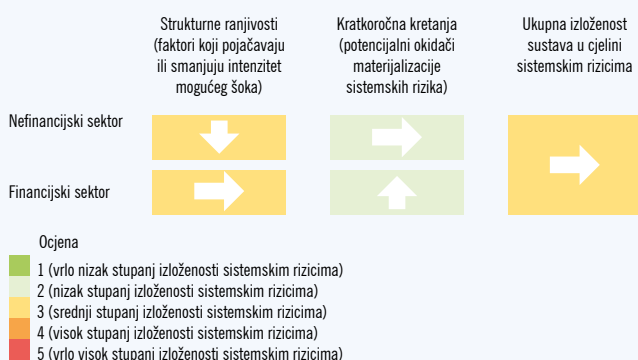 Strukturne ranjivosti
(faktori koji pojačavaju
ili smanjuju intenzitet
mogućeg šoka)
Kratkoročna kretanja
(potencijalni okidači
materijalizacije
sistemskih rizika)
Ukupna izloženost
sustava u cjelini
sistemskim rizicima
Nefinancijski sektor
Financijski sektor
Ocjena
1 (vrlo nizak stupanj izloženosti sistemskim rizicima)
2 (nizak stupanj izloženosti sistemskim rizicima)
3 (srednji stupanj izloženosti sistemskim rizicima)
4 (visok stupanj izloženosti sistemskim rizicima)
5 (vrlo visok stupanj izloženosti sistemskim rizicima)